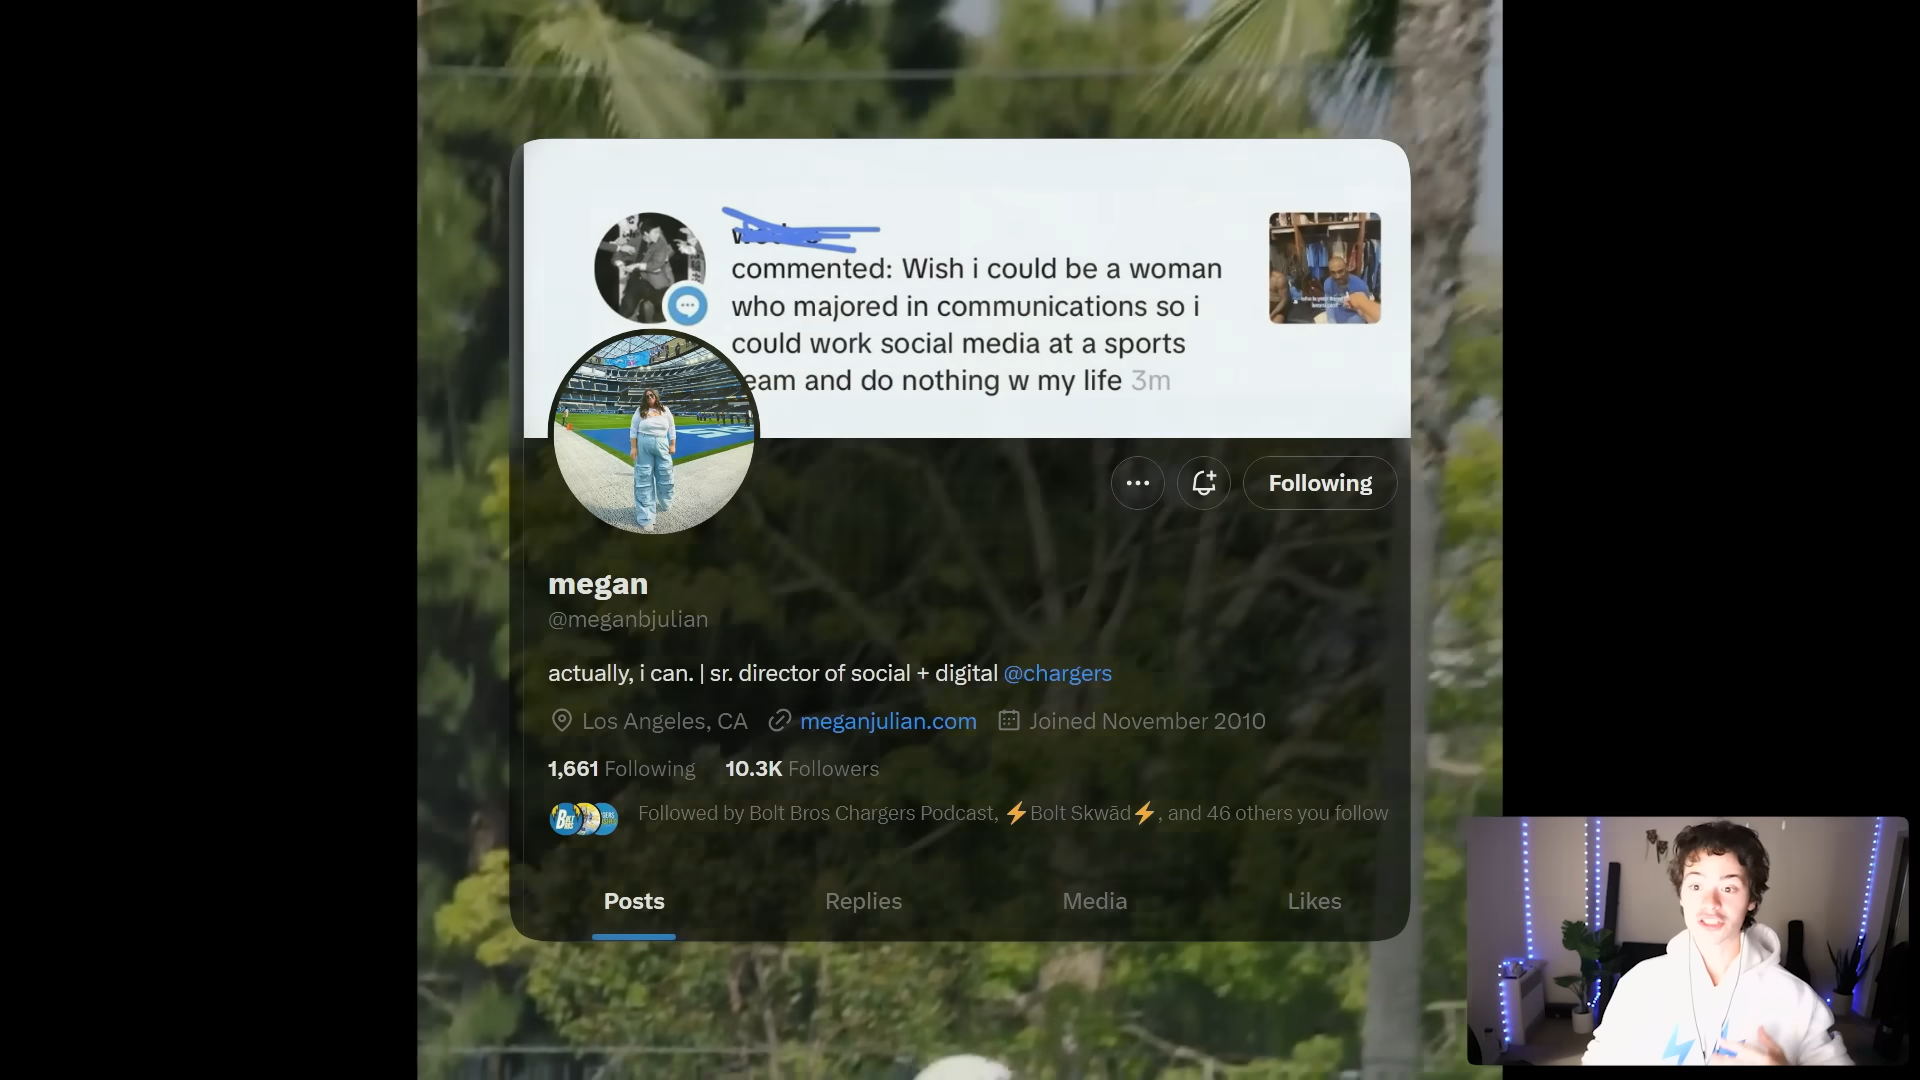 commented: Wish i could be a woman
who majored in communications so i
could work social media at a sports
eam and do nothing w my life 3m
Following
megan
@meganbjulian
actually, i can. | sr. director of social + digital @chargers
Los Angeles, CA meganjulian.com Joined November 2010
1,661 Following 10.3K Followers
Followed by Bolt Bros Chargers Podcast, ⚡Bolt Skwād⚡, and 46 others you follow
Posts Replies Media Likes